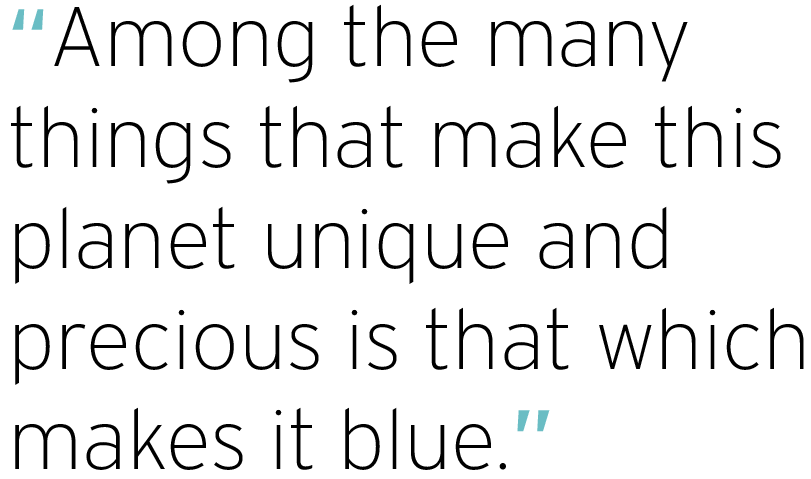 “Among the many
things that make this
planet unique and
precious is that which
makes it blue.”